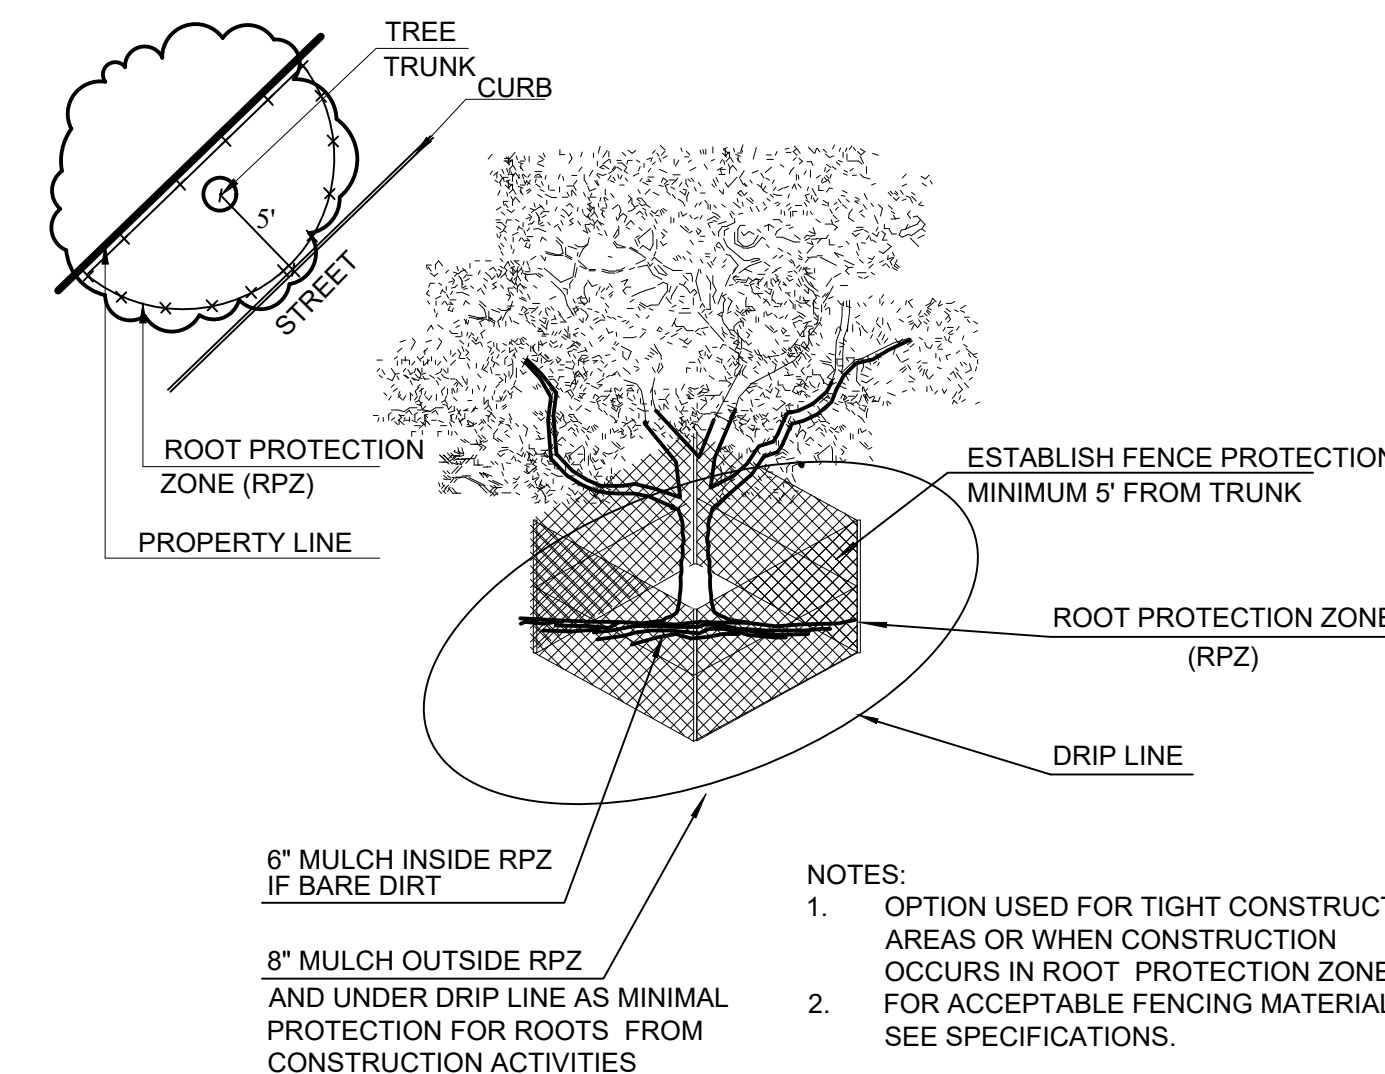 TREE
TRUNK
CURB
5'
STREET
ROOT PROTECTION
ZONE (RPZ)
PROPERTY LINE
ESTABLISH FENCE PROTECTION
MINIMUM 5' FROM TRUNK
ROOT PROTECTION ZONE
(RPZ)
DRIP LINE
6" MULCH INSIDE RPZ
IF BARE DIRT
8" MULCH OUTSIDE RPZ
AND UNDER DRIP LINE AS MINIMAL
PROTECTION FOR ROOTS FROM
CONSTRUCTION ACTIVITIES
NOTES:
1. OPTION USED FOR TIGHT CONSTRUCT
AREAS OR WHEN CONSTRUCTION
OCCURS IN ROOT PROTECTION ZONE
2. FOR ACCEPTABLE FENCING MATERIAL
SEE SPECIFICATIONS.